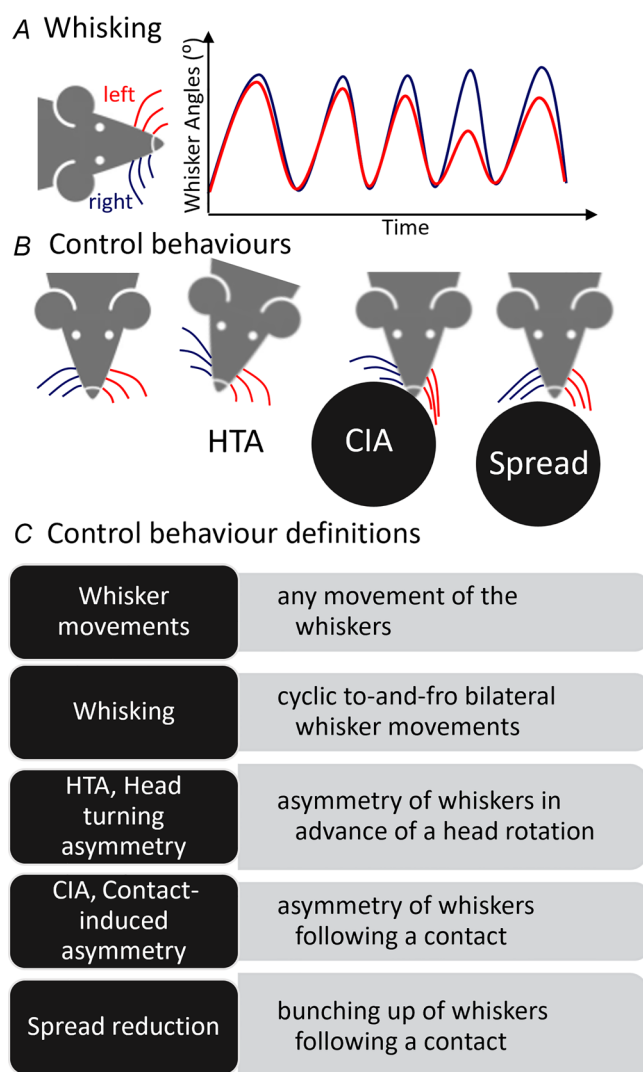 A Whisking
left
right
Whisker Angles (º)
Time
B Control behaviours
HTA
CIA
Spread
C Control behaviour definitions
Whisker
movements
any movement of the
whiskers
Whisking
cyclic to-and-fro bilateral
whisker movements
HTA, Head
turning
asymmetry
asymmetry of whiskers in
advance of a head rotation
CIA, Contact-
induced
asymmetry
asymmetry of whiskers
following a contact
Spread reduction
bunching up of whiskers
following a contact